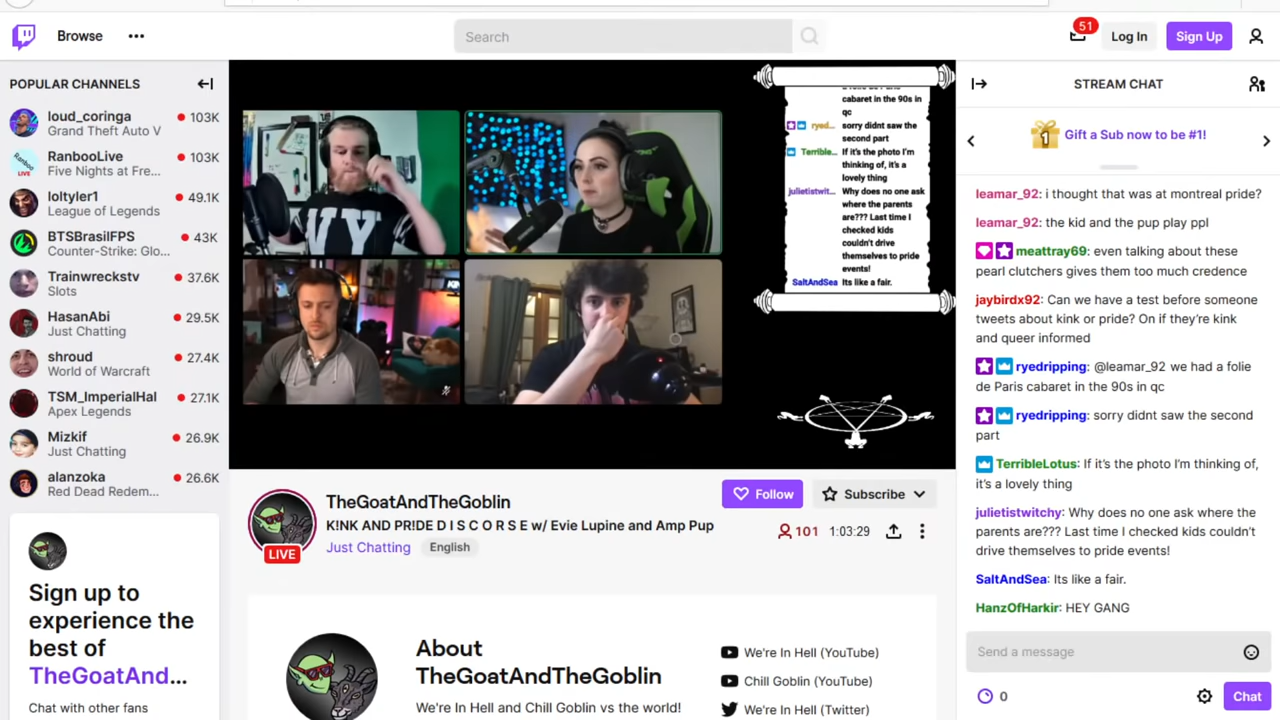 Browse
Search
51
Log In
Sign Up
POPULAR CHANNELS
loud_coringa
103K
Grand Theft Auto V
RanbooLive
103K
Five Nights at Fre...
loltyler1
49.1K
League of Legends
BTSBrasilFPS
43K
Counter-Strike: Glo...
Trainwreckstv
37.6K
Slots
HasanAbi
29.5K
Just Chatting
shroud
27.4K
World of Warcraft
TSM_ImperialHal
27.1K
Apex Legends
Mizkif
26.9K
Just Chatting
alanzoka
26.6K
Red Dead Redem...
Sign up to
experience the
best of
TheGoatAnd...
Chat with other fans
cabaret in the 90s in
qc
ryed... sorry didnt saw the
second part
Terrible... If it's the photo I'm
thinking of, it's a
lovely thing
julietistwit... Why does no one ask
where the parents
are??? Last time I
checked kids
couldn't drive
themselves to pride
events!
SaltAndSea Its like a fair.
TheGoatAndTheGoblin
K!NK AND PR!DE D I S C O R S E w/ Evie Lupine and Amp Pup
Just Chatting
English
LIVE
Follow
Subscribe
101
1:03:29
About
TheGoatAndTheGoblin
We're In Hell and Chill Goblin vs the world!
We're In Hell (YouTube)
Chill Goblin (YouTube)
We're In Hell (Twitter)
STREAM CHAT
1
Gift a Sub now to be #1!
leamar_92: i thought that was at montreal pride?
leamar_92: the kid and the pup play ppl
meattray69: even talking about these
pearl clutchers gives them too much credence
jaybirdx92: Can we have a test before someone
tweets about kink or pride? On if they're kink
and queer informed
ryedripping: @leamar_92 we had a folie
de Paris cabaret in the 90s in qc
ryedripping: sorry didnt saw the second
part
TerribleLotus: If it's the photo I'm thinking of,
it's a lovely thing
julietistwitchy: Why does no one ask where the
parents are??? Last time I checked kids couldn't
drive themselves to pride events!
SaltAndSea: Its like a fair.
HanzOfHarkir: HEY GANG
Send a message
0
Chat